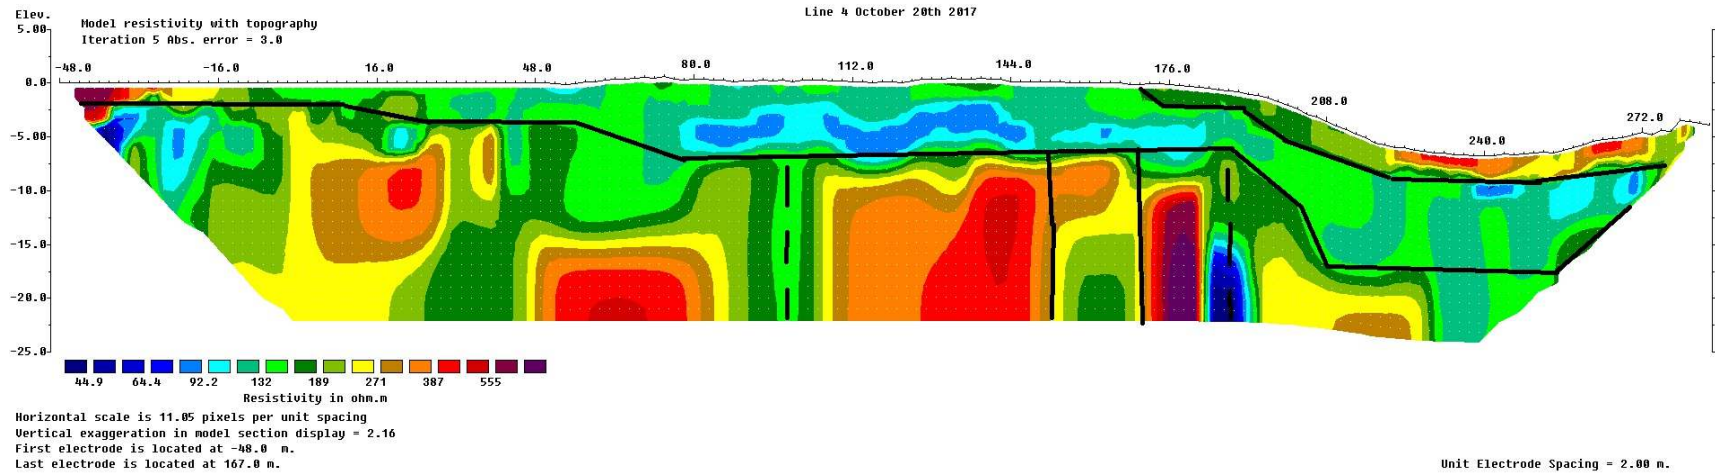 Line 4 October 20th 2017
Elev.
Model resistivity with topography
5.00
Iteration 5 Abs. error = 3.0
-48.0 -16.0 16.0 48.0 80.0 112.0 144.0 176.0
0.0
208.0
272.0
-5.00
240.0
-10.0
-15.0
-20.0
-25.0
44.9 64.4 92.2 132 189 271 387 555
Resistivity in ohm.m
Horizontal scale is 11.05 pixels per unit spacing
Vertical exaggeration in model section display = 2.16
First electrode is located at -48.0 m.
Last electrode is located at 167.0 m.
Unit Electrode Spacing = 2.00 m.